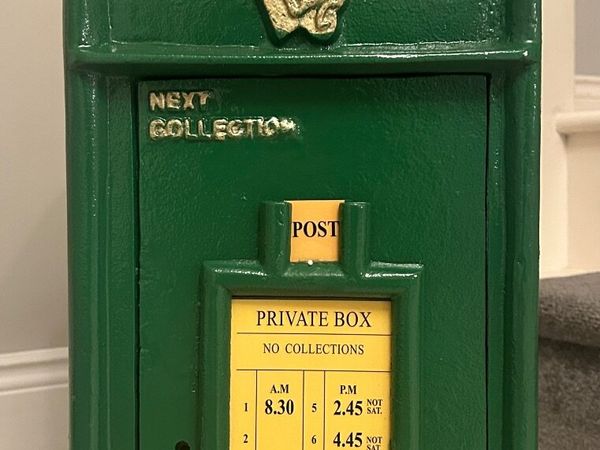 NEXT
COLLECTION
POST
PRIVATE BOX
NO COLLECTIONS
A.M P.M
1 8.30 5 2.45 NOT SAT.
2 6 4.45 NOT SAT.